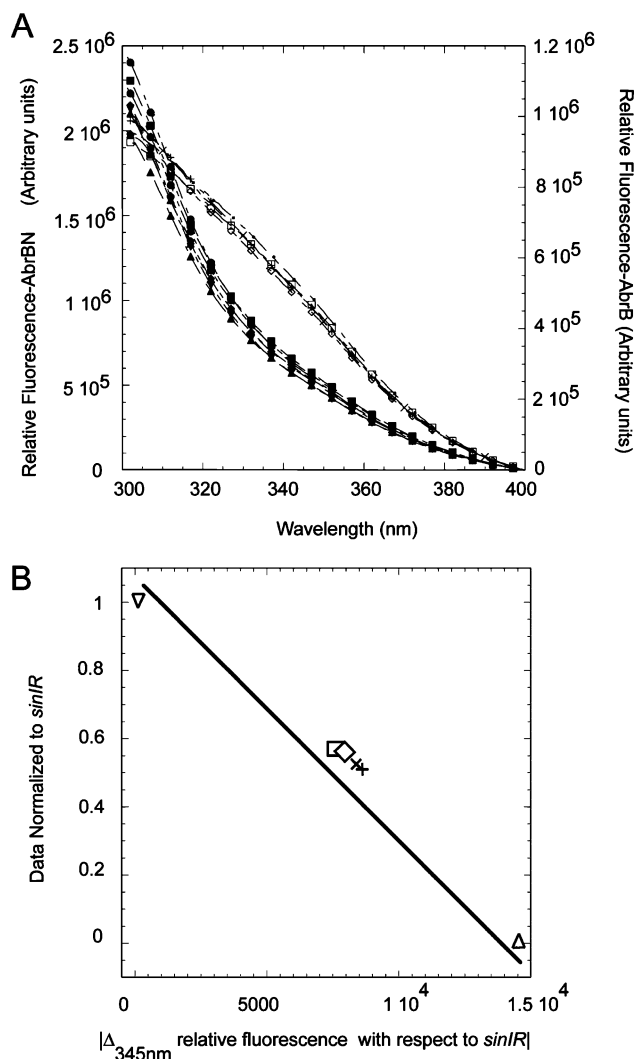 A
2.5 10^6
2 10^6
1.5 10^6
1 10^6
5 10^5
0
Relative Fluorescence-AbrBN (Arbitrary units)
1.2 10^6
1 10^6
8 10^5
6 10^5
4 10^5
2 10^5
0
Relative Fluorescence-AbrB (Arbitrary units)
300 320 340 360 380 400
Wavelength (nm)
B
1
0.8
0.6
0.4
0.2
0
Data Normalized to sinIR
0 5000 1 10^4 1.5 10^4
|Δ345nm relative fluorescence with respect to sinIR|